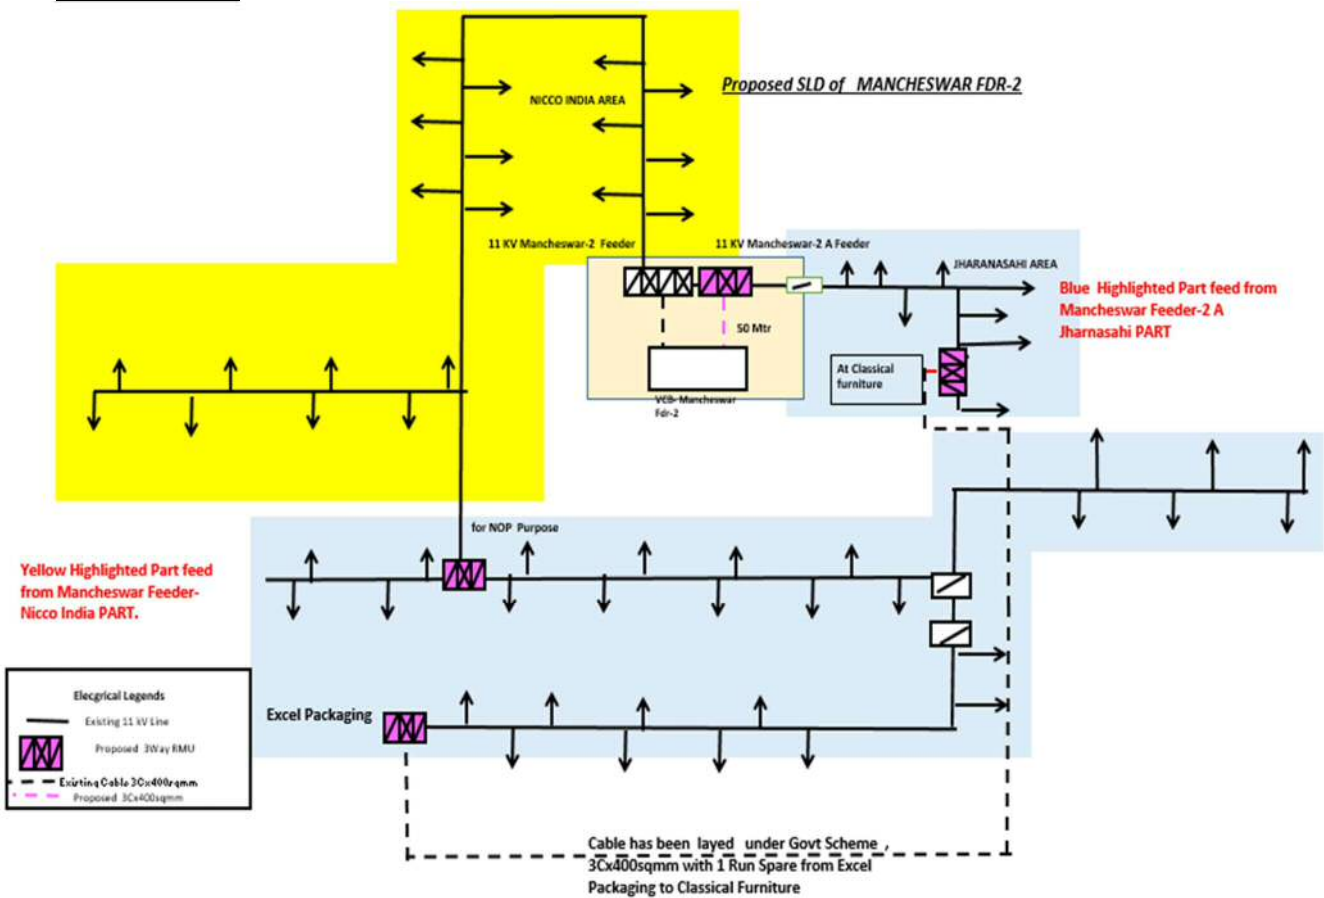 Proposed SLD of MANCHESWAR FDR-2
NICCO INDIA AREA
11 KV Mancheswar-2 Feeder
11 KV Mancheswar-2 A Feeder
JHARANASAHI AREA
Blue Highlighted Part feed from
Mancheswar Feeder-2 A
Jharnasahi PART
50 Mtr
At Classical
furniture
VCB- Mancheswar
Fdr-2
for NOP Purpose
Yellow Highlighted Part feed
from Mancheswar Feeder-
Nicco India PART.
Elecgrical Legends
Existing 11 kV Line
Proposed 3Way RMU
Existing Cable 3Cx400sqmm
Proposed 3Cx400sqmm
Excel Packaging
Cable has been layed under Govt Scheme ,
3Cx400sqmm with 1 Run Spare from Excel
Packaging to Classical Furniture